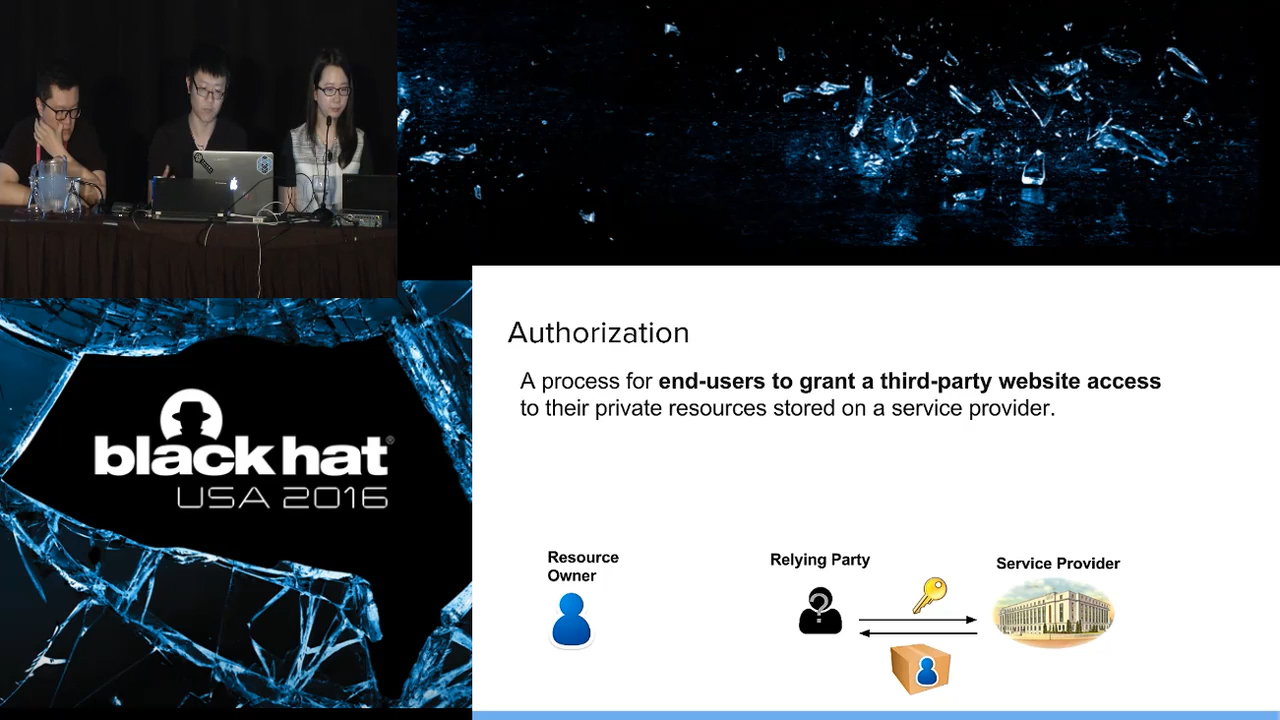 Authorization
A process for end-users to grant a third-party website access
to their private resources stored on a service provider.
black hat®
USA 2016
Resource
Owner
Relying Party
Service Provider
?